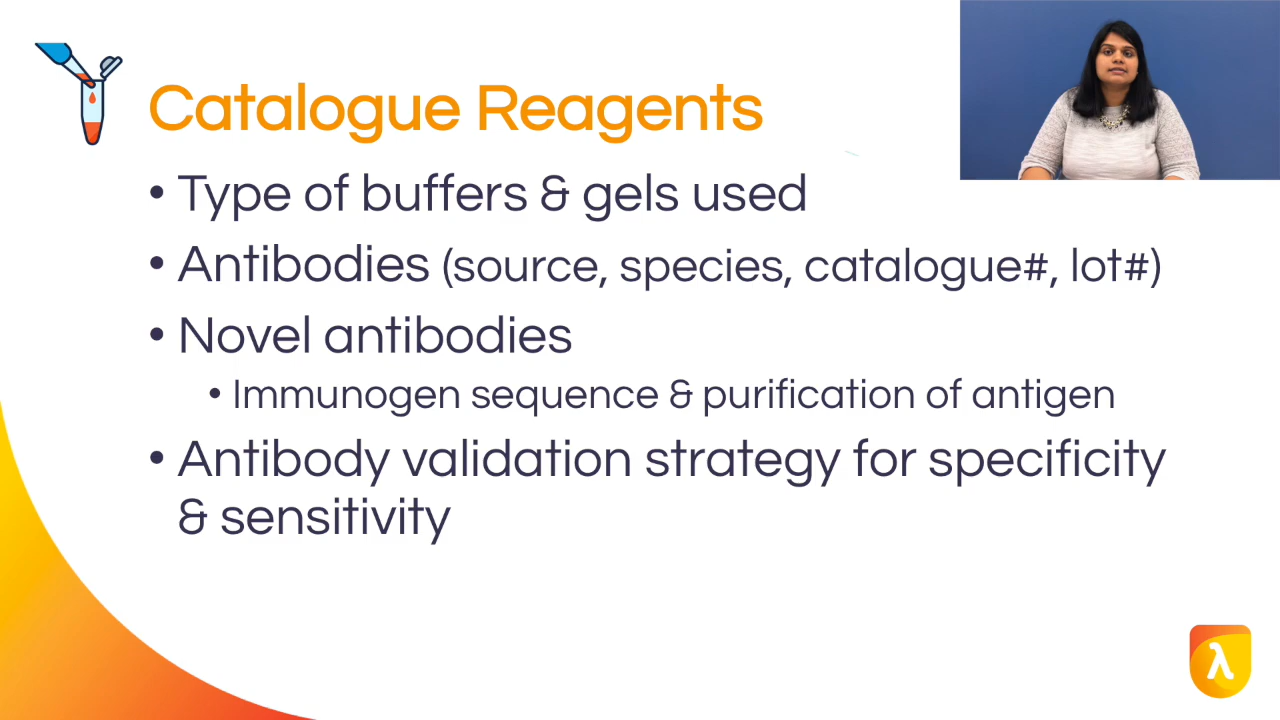 Catalogue Reagents
• Type of buffers & gels used
• Antibodies (source, species, catalogue#, lot#)
• Novel antibodies
• Immunogen sequence & purification of antigen
• Antibody validation strategy for specificity
& sensitivity
λ